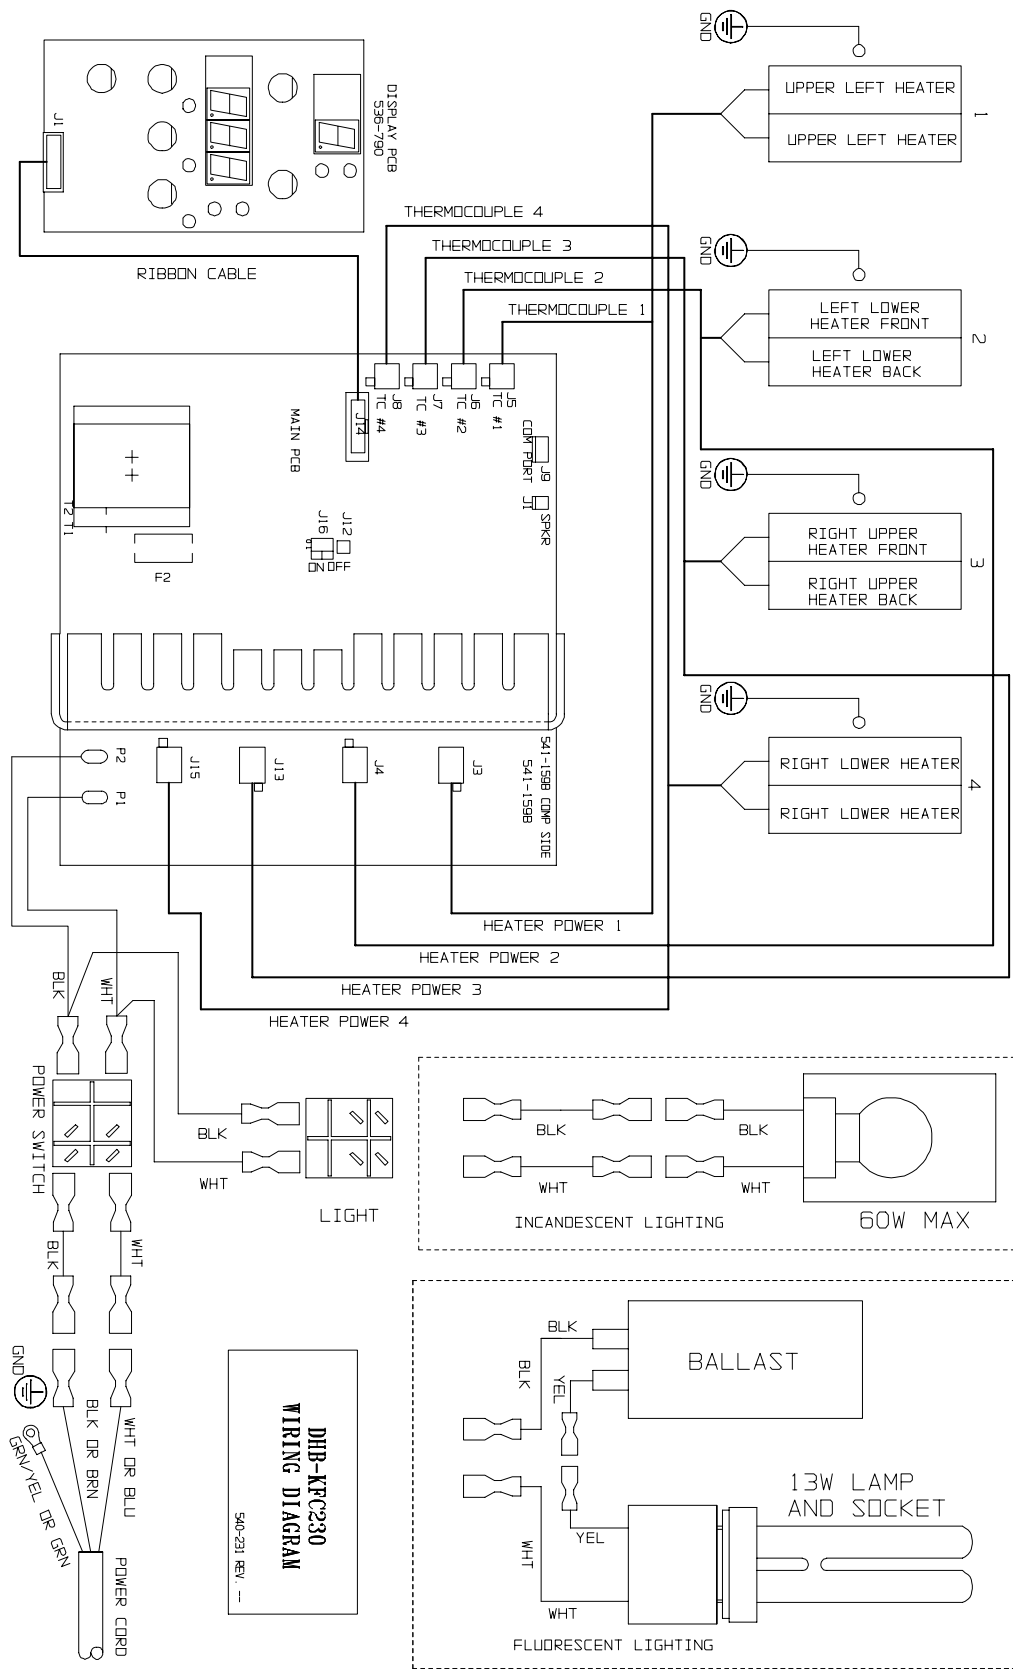 GND
UPPER LEFT HEATER
UPPER LEFT HEATER
1
J1
DISPLAY PCB
536-790
RIBBON CABLE
THERMOCOUPLE 4
THERMOCOUPLE 3
THERMOCOUPLE 2
THERMOCOUPLE 1
GND
LEFT LOWER
HEATER FRONT
LEFT LOWER
HEATER BACK
2
J8
TC #4
J7
TC #3
J6
TC #2
J5
TC #1
J14
MAIN PCB
COM PORT
J9
J1
SPKR
J16
J12
ON
OFF
T2
T1
F2
GND
RIGHT UPPER
HEATER FRONT
RIGHT UPPER
HEATER BACK
3
GND
RIGHT LOWER HEATER
RIGHT LOWER HEATER
4
P2
P1
J15
J13
J4
J3
541-159B COMP SIDE
541-159B
HEATER POWER 1
HEATER POWER 2
HEATER POWER 3
HEATER POWER 4
BLK
WHT
POWER SWITCH
BLK
WHT
LIGHT
BLK
BLK
WHT
WHT
INCANDESCENT LIGHTING
60W MAX
BLK
WHT
GND
BLK OR BRN
WHT OR BLU
GRN/YEL OR GRN
POWER CORD
DHB-KFC230
WIRING DIAGRAM
540-231 REV. --
BLK
BLK
YEL
BALLAST
13W LAMP
AND SOCKET
YEL
WHT
WHT
FLUORESCENT LIGHTING